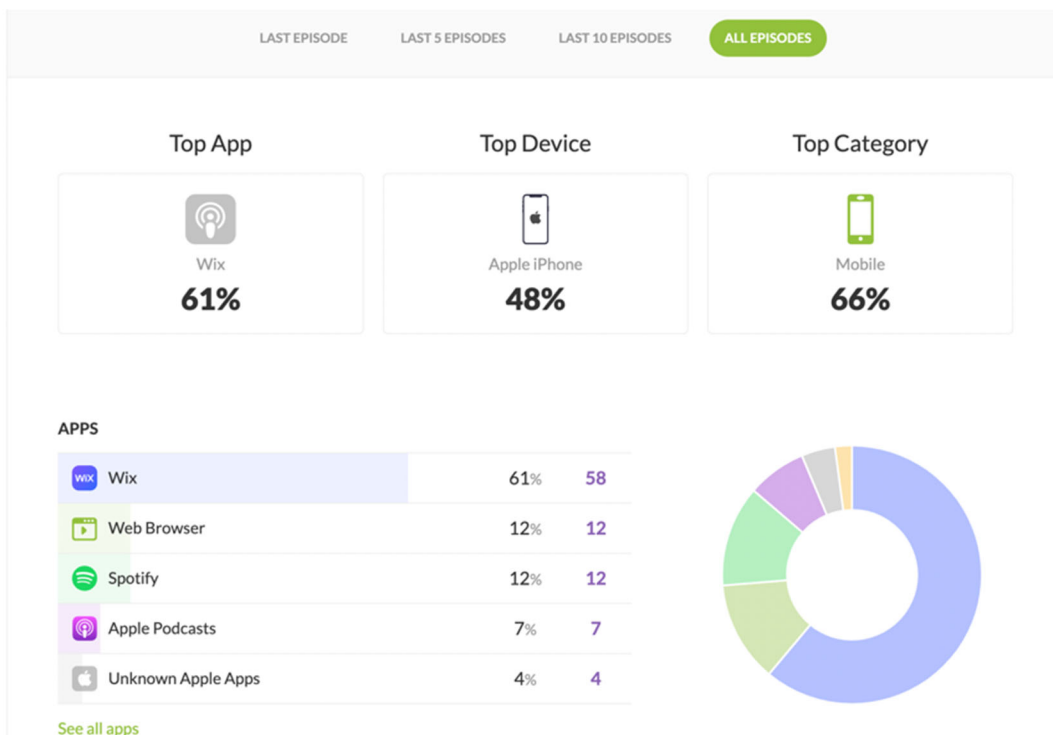 LAST EPISODE LAST 5 EPISODES LAST 10 EPISODES ALL EPISODES
Top App Top Device Top Category
Wix Apple iPhone Mobile
61% 48% 66%
APPS
WiX Wix 61% 58
Web Browser 12% 12
Spotify 12% 12
Apple Podcasts 7% 7
Unknown Apple Apps 4% 4
See all apps